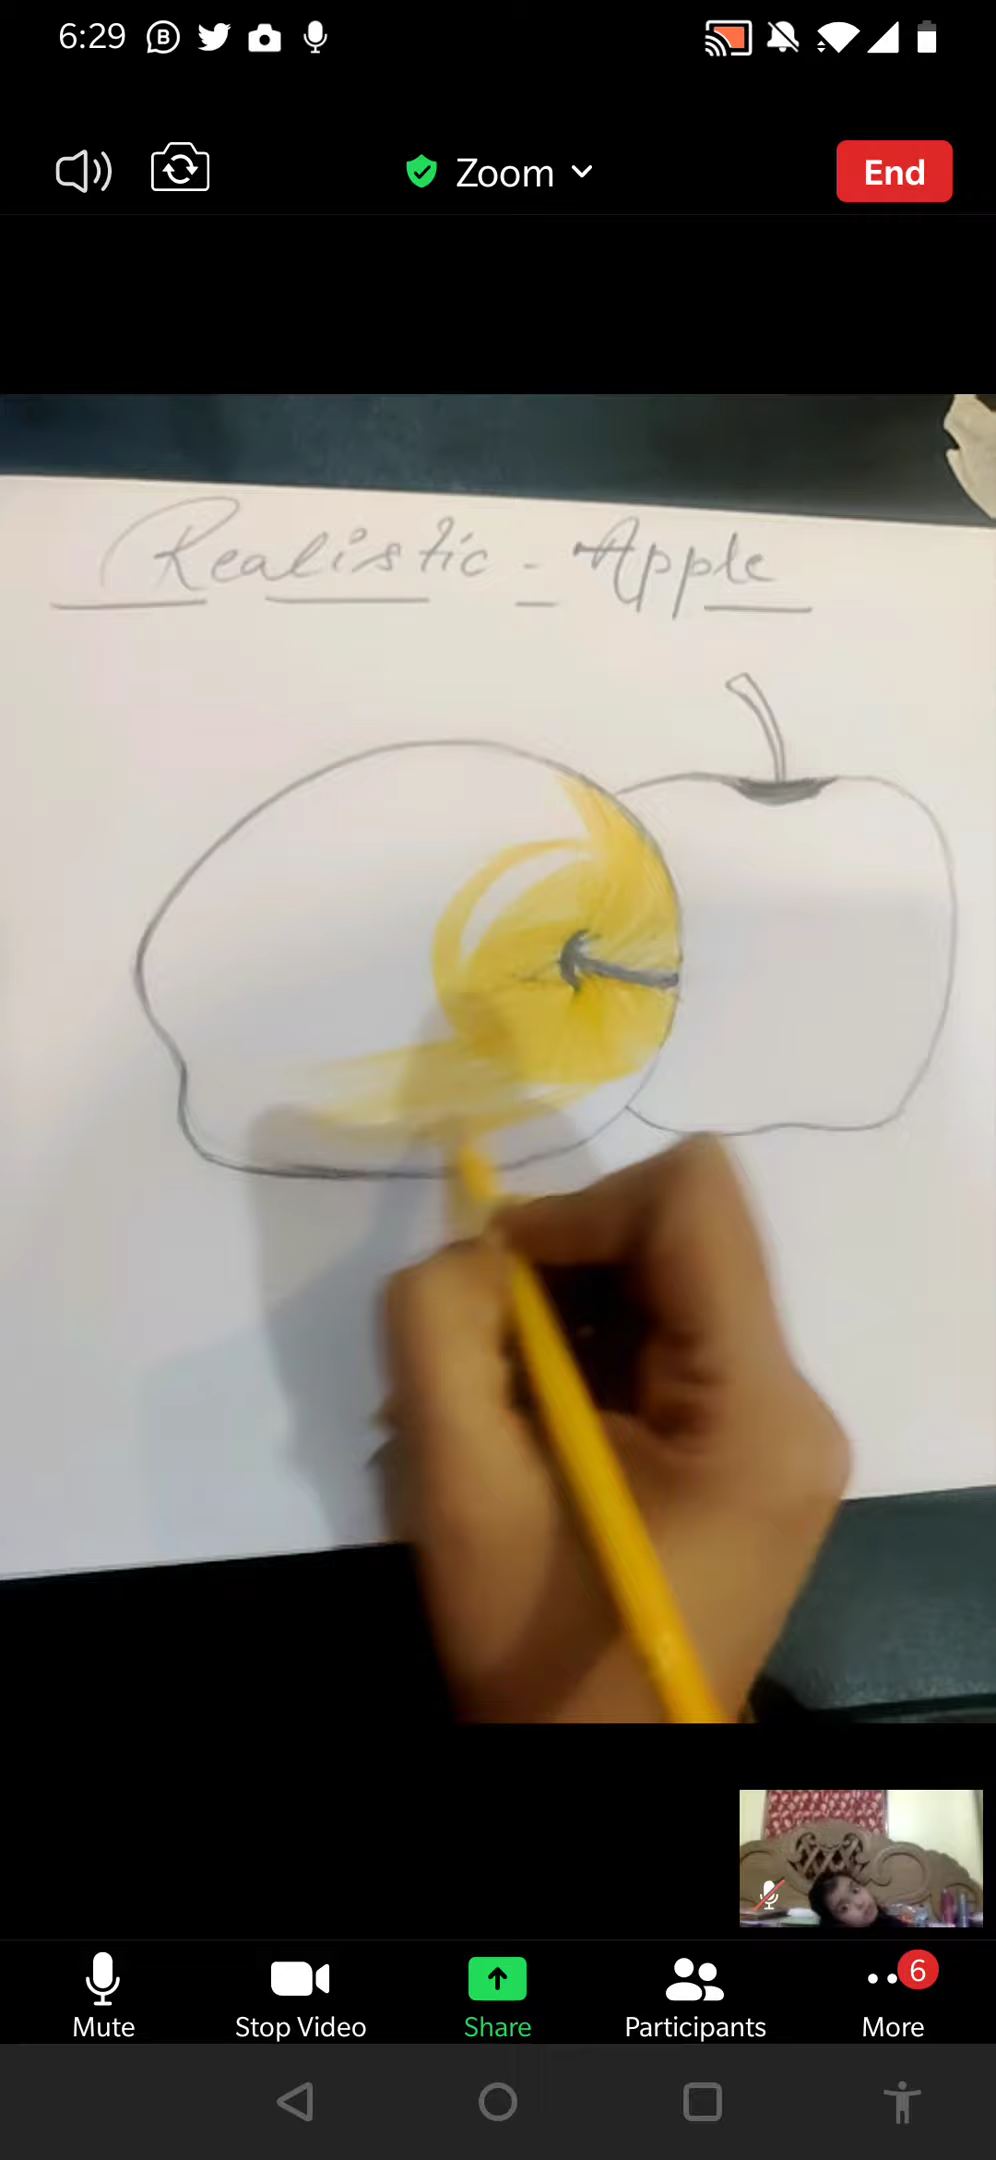 6:29
Zoom
End
Realistic - Apple
Mute
Stop Video
Share
Participants
More
6